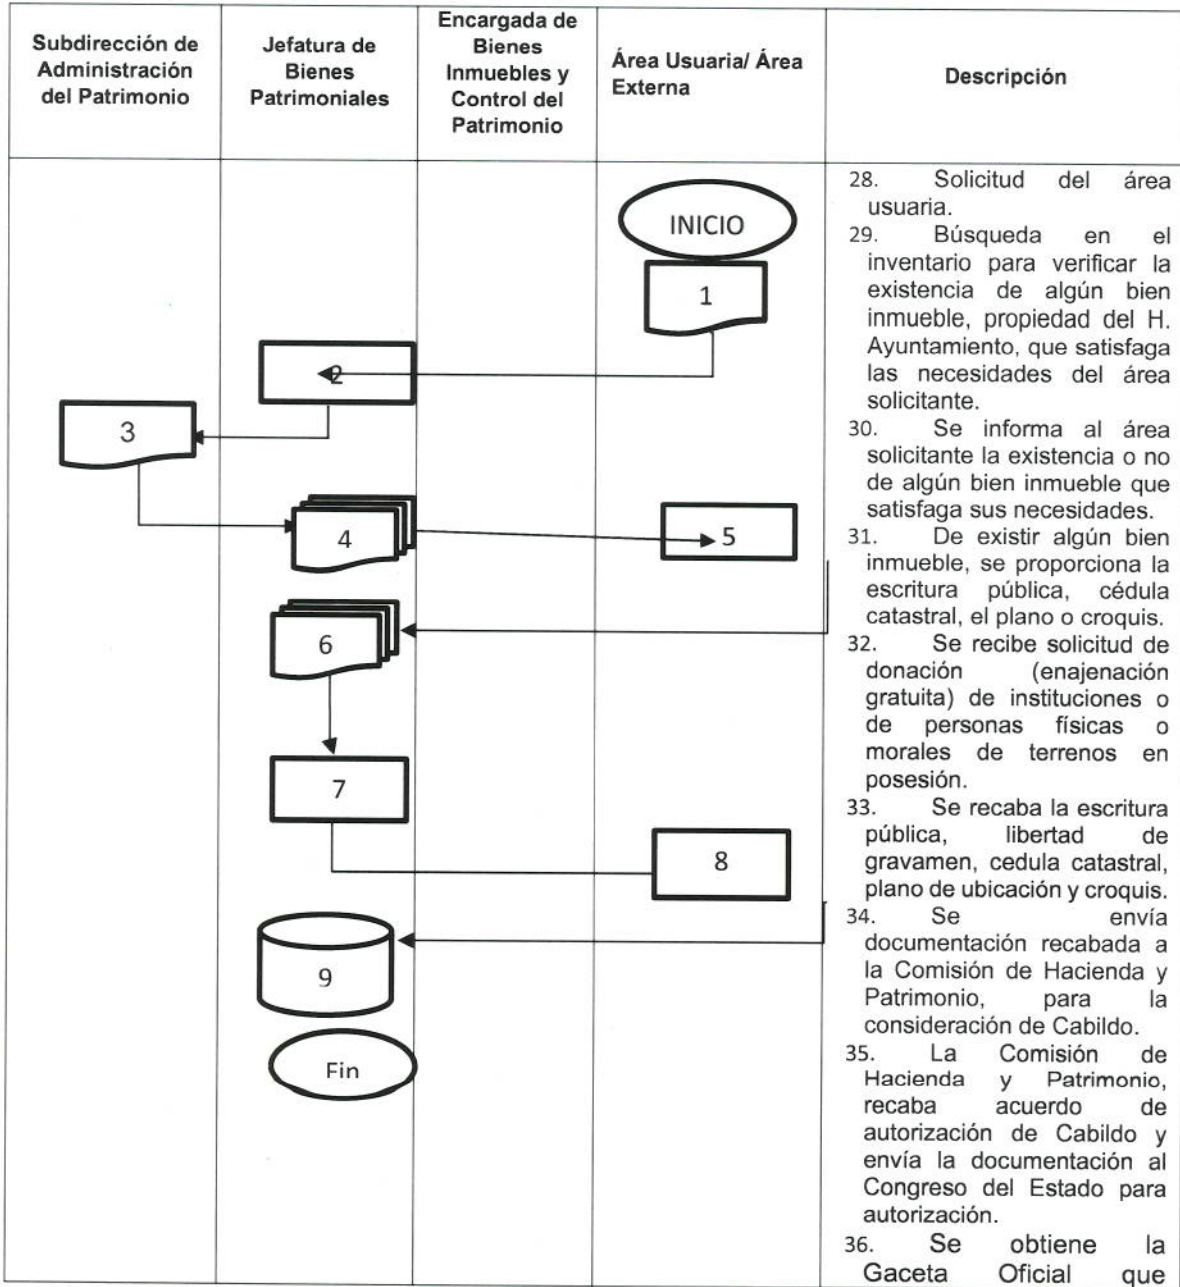 Subdirección de
Administración
del Patrimonio
Jefatura de
Bienes
Patrimoniales
Encargada de
Bienes
Inmuebles y
Control del
Patrimonio
Área Usuaria/ Área
Externa
Descripción
INICIO
1
2
3
4
5
6
7
8
9
Fin
28. Solicitud del área
usuaria.
29. Búsqueda en el
inventario para verificar la
existencia de algún bien
inmueble, propiedad del H.
Ayuntamiento, que satisfaga
las necesidades del área
solicitante.
30. Se informa al área
solicitante la existencia o no
de algún bien inmueble que
satisfaga sus necesidades.
31. De existir algún bien
inmueble, se proporciona la
escritura pública, cédula
catastral, el plano o croquis.
32. Se recibe solicitud de
donación (enajenación
gratuita) de instituciones o
de personas físicas o
morales de terrenos en
posesión.
33. Se recaba la escritura
pública, libertad de
gravamen, cedula catastral,
plano de ubicación y croquis.
34. Se envía
documentación recabada a
la Comisión de Hacienda y
Patrimonio, para la
consideración de Cabildo.
35. La Comisión de
Hacienda y Patrimonio,
recaba acuerdo de
autorización de Cabildo y
envía la documentación al
Congreso del Estado para
autorización.
36. Se obtiene la
Gaceta Oficial que